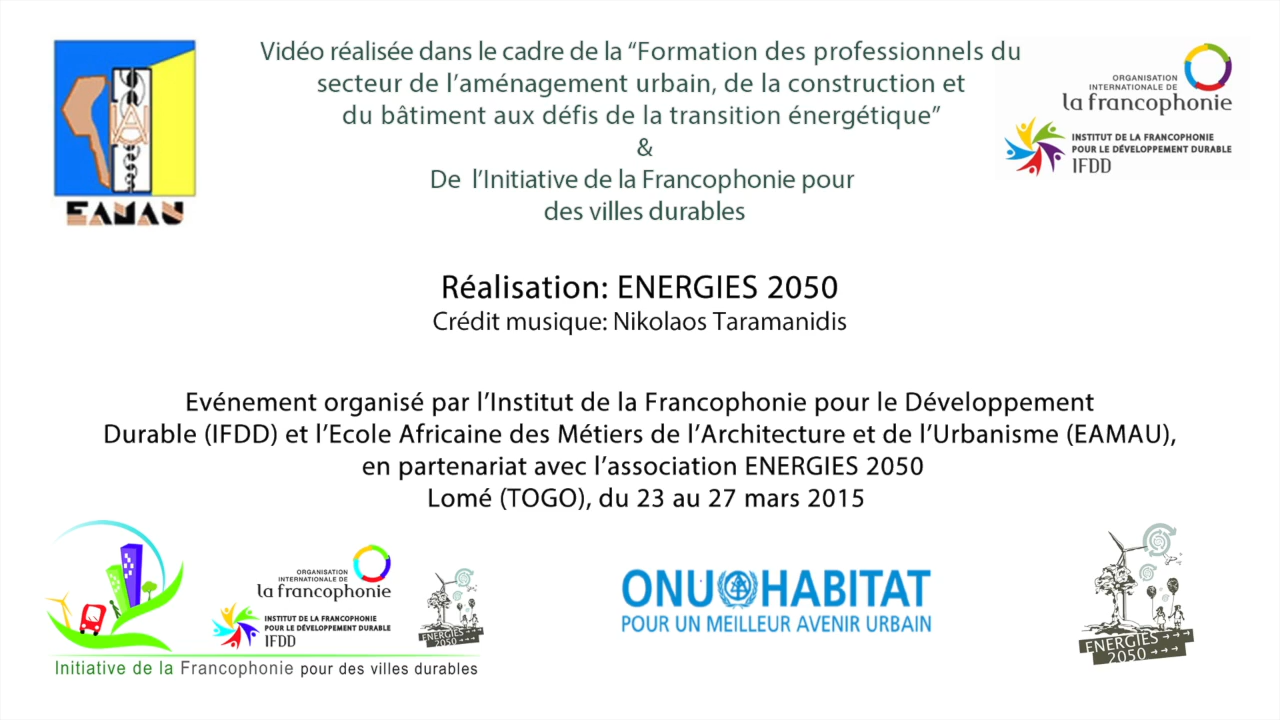 EAMAU
Vidéo réalisée dans le cadre de la “Formation des professionnels du
secteur de l’aménagement urbain, de la construction et
du bâtiment aux défis de la transition énergétique”
&
De l’Initiative de la Francophonie pour
des villes durables
ORGANISATION
INTERNATIONALE DE
la francophonie
INSTITUT DE LA FRANCOPHONIE
POUR LE DÉVELOPPEMENT DURABLE
IFDD
Réalisation: ENERGIES 2050
Crédit musique: Nikolaos Taramanidis
Evénement organisé par l’Institut de la Francophonie pour le Développement
Durable (IFDD) et l’Ecole Africaine des Métiers de l’Architecture et de l’Urbanisme (EAMAU),
en partenariat avec l’association ENERGIES 2050
Lomé (TOGO), du 23 au 27 mars 2015
ORGANISATION
INTERNATIONALE DE
la francophonie
INSTITUT DE LA FRANCOPHONIE
POUR LE DÉVELOPPEMENT DURABLE
IFDD
ENERGIES
2050
Initiative de la Francophonie pour des villes durables
ONU HABITAT
POUR UN MEILLEUR AVENIR URBAIN
ENERGIES
2050